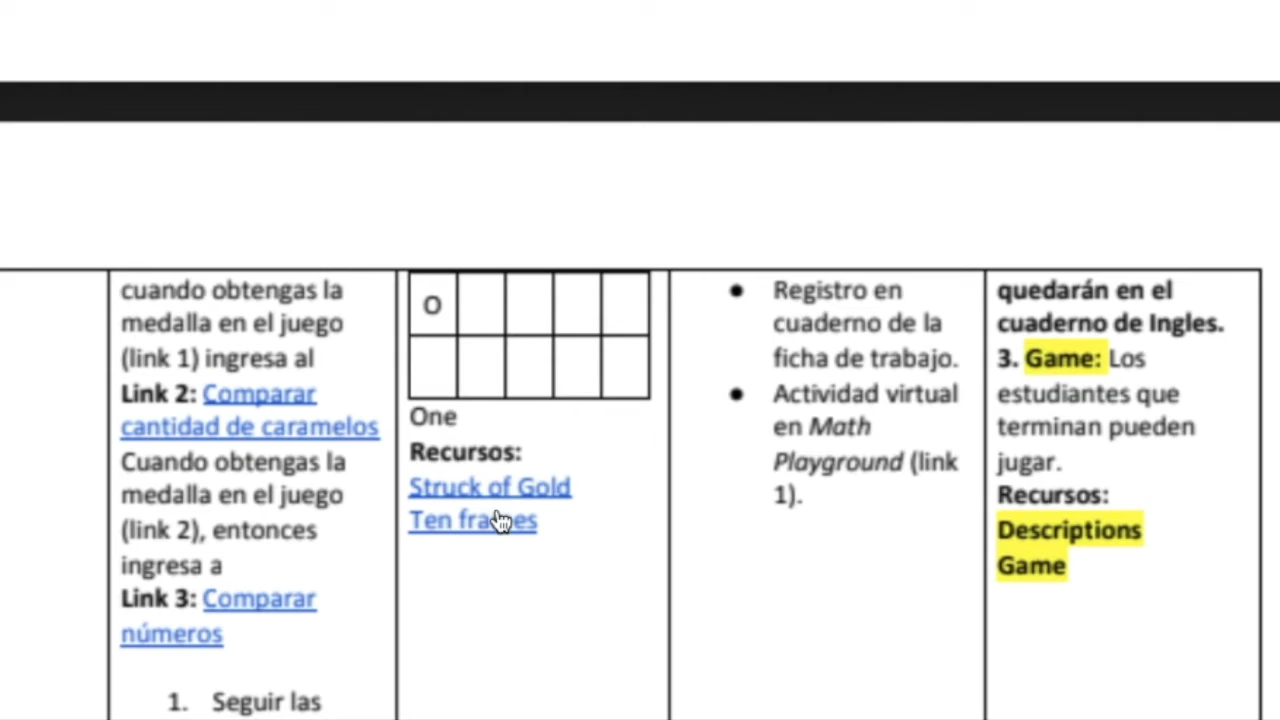 cuando obtengas la
medalla en el juego
(link 1) ingresa al
Link 2: Comparar
cantidad de caramelos
Cuando obtengas la
medalla en el juego
(link 2), entonces
ingresa a
Link 3: Comparar
números
1. Seguir las
O
One
Recursos:
Struck of Gold
Ten frames
● Registro en
cuaderno de la
ficha de trabajo.
● Actividad virtual
en Math
Playground (link
1).
quedarán en el
cuaderno de Ingles.
3. Game: Los
estudiantes que
terminan pueden
jugar.
Recursos:
Descriptions
Game